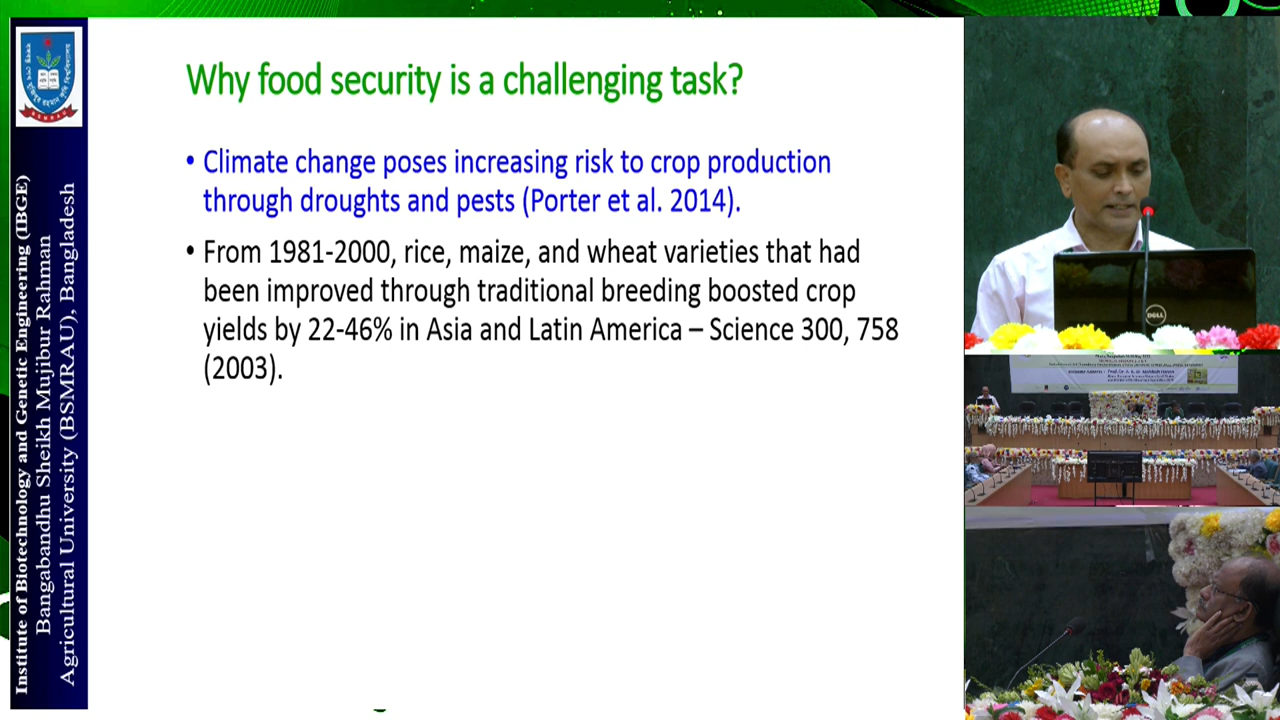 Why food security is a challenging task?
• Climate change poses increasing risk to crop production
through droughts and pests (Porter et al. 2014).
• From 1981-2000, rice, maize, and wheat varieties that had
been improved through traditional breeding boosted crop
yields by 22-46% in Asia and Latin America – Science 300, 758
(2003).
Institute of Biotechnology and Genetic Engineering (IBGE)
Bangabandhu Sheikh Mujibur Rahman
Agricultural University (BSMRAU), Bangladesh
DELL